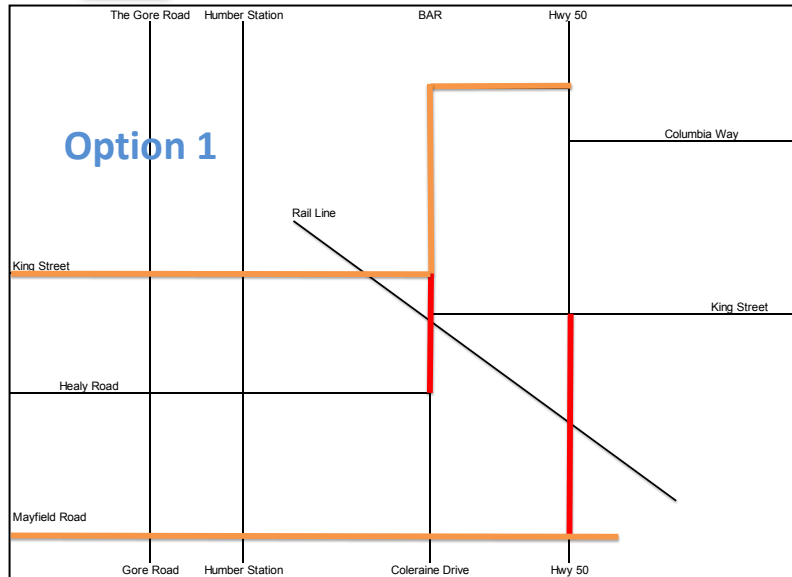 The Gore Road
Humber Station
BAR
Hwy 50
Option 1
Columbia Way
Rail Line
King Street
King Street
Healy Road
Mayfield Road
Gore Road
Humber Station
Coleraine Drive
Hwy 50